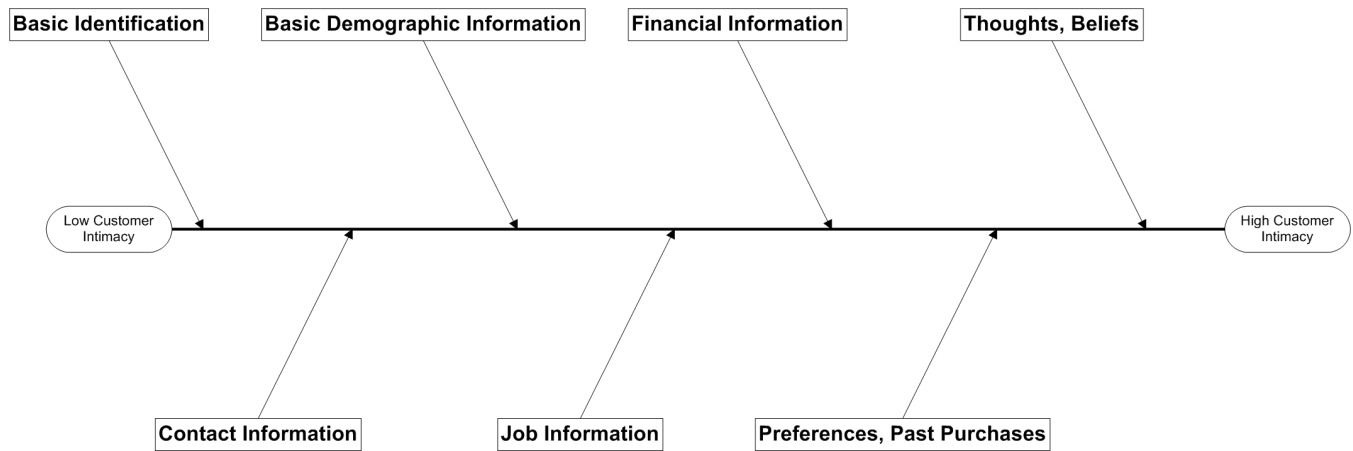 Basic Identification
Basic Demographic Information
Financial Information
Thoughts, Beliefs
Low Customer
Intimacy
High Customer
Intimacy
Contact Information
Job Information
Preferences, Past Purchases